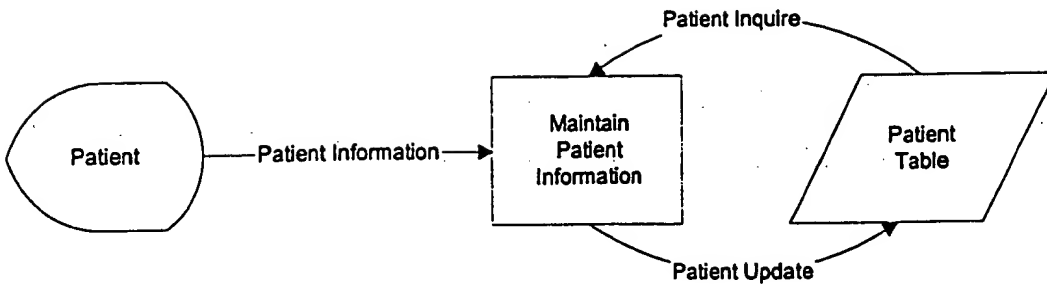 Patient Inquire
Patient
Patient Information
Maintain
Patient
Information
Patient
Table
Patient Update